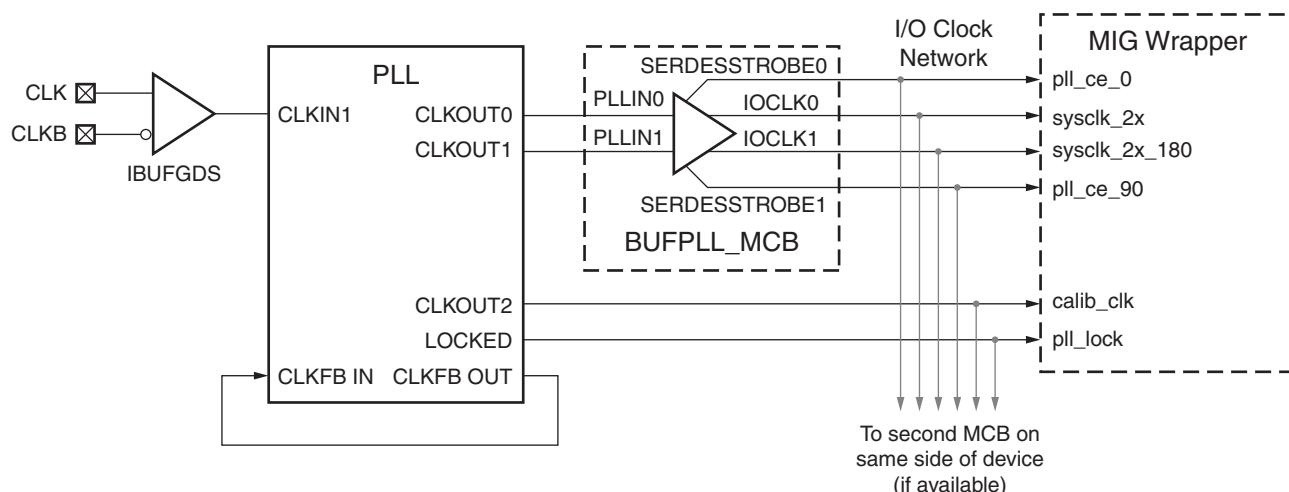 I/O Clock
Network
MIG Wrapper
SERDESSTROBE0
pll_ce_0
PLL
CLK
CLKB
IBUFGDS
CLKIN1
CLKOUT0
PLLIN0
IOCLK0
sysclk_2x
CLKOUT1
PLLIN1
IOCLK1
sysclk_2x_180
SERDESSTROBE1
pll_ce_90
BUFPLL_MCB
CLKOUT2
calib_clk
LOCKED
pll_lock
CLKFB IN
CLKFB OUT
To second MCB on
same side of device
(if available)